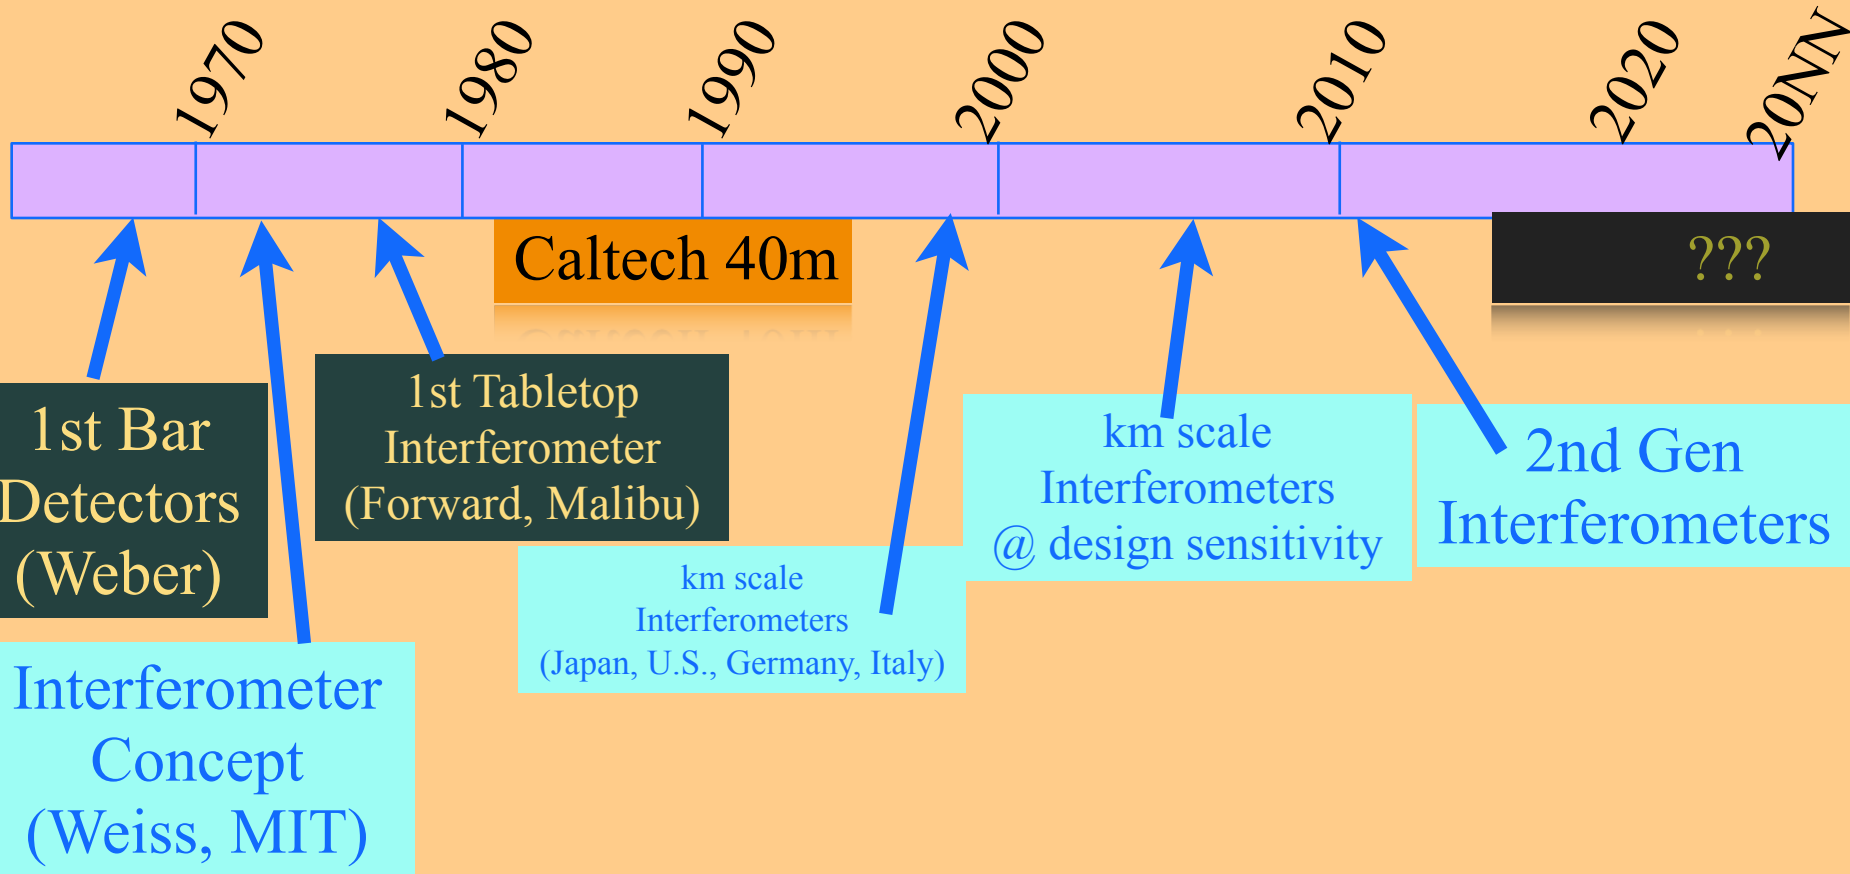 1970
1980
1990
2000
2010
2020
20NN
Caltech 40m
???
1st Bar
Detectors
(Weber)
1st Tabletop
Interferometer
(Forward, Malibu)
km scale
Interferometers
@ design sensitivity
2nd Gen
Interferometers
km scale
Interferometers
(Japan, U.S., Germany, Italy)
Interferometer
Concept
(Weiss, MIT)